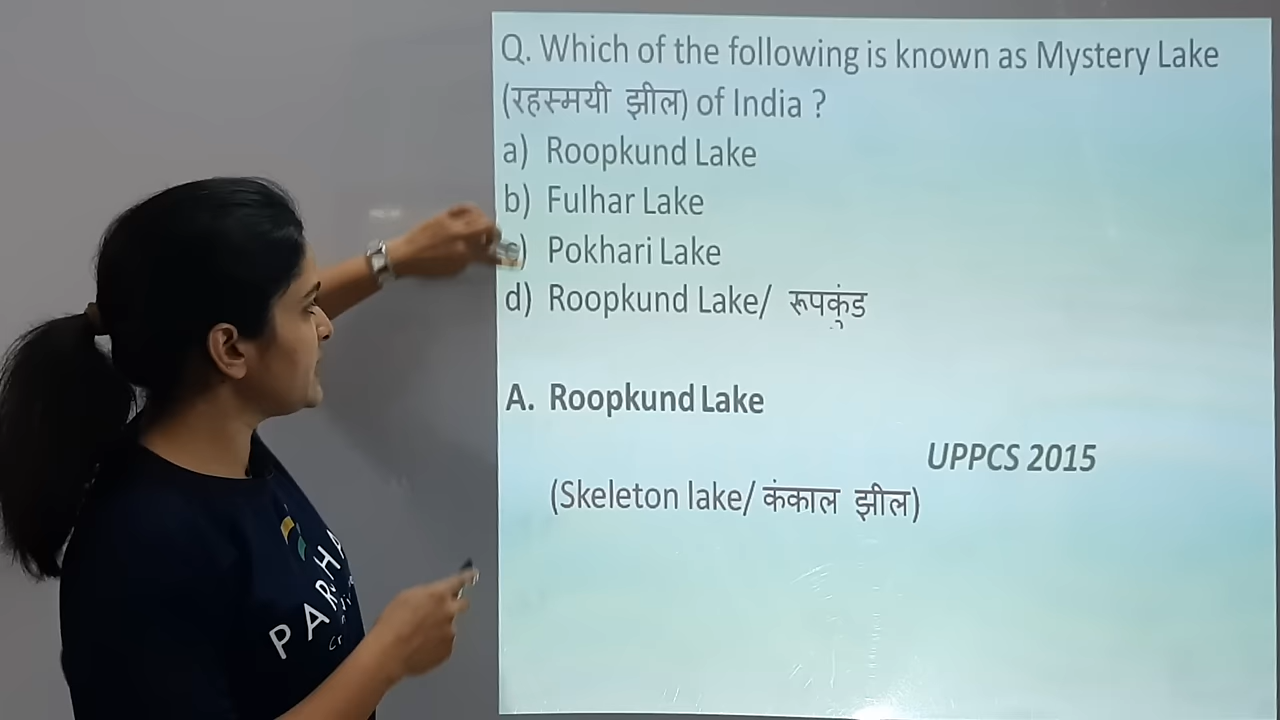 Q. Which of the following is known as Mystery Lake
(रहस्मयी झील) of India ?
a) Roopkund Lake
b) Fulhar Lake
c) Pokhari Lake
d) Roopkund Lake/ रूपकुंड
A. Roopkund Lake
UPPCS 2015
(Skeleton lake/ कंकाल झील)